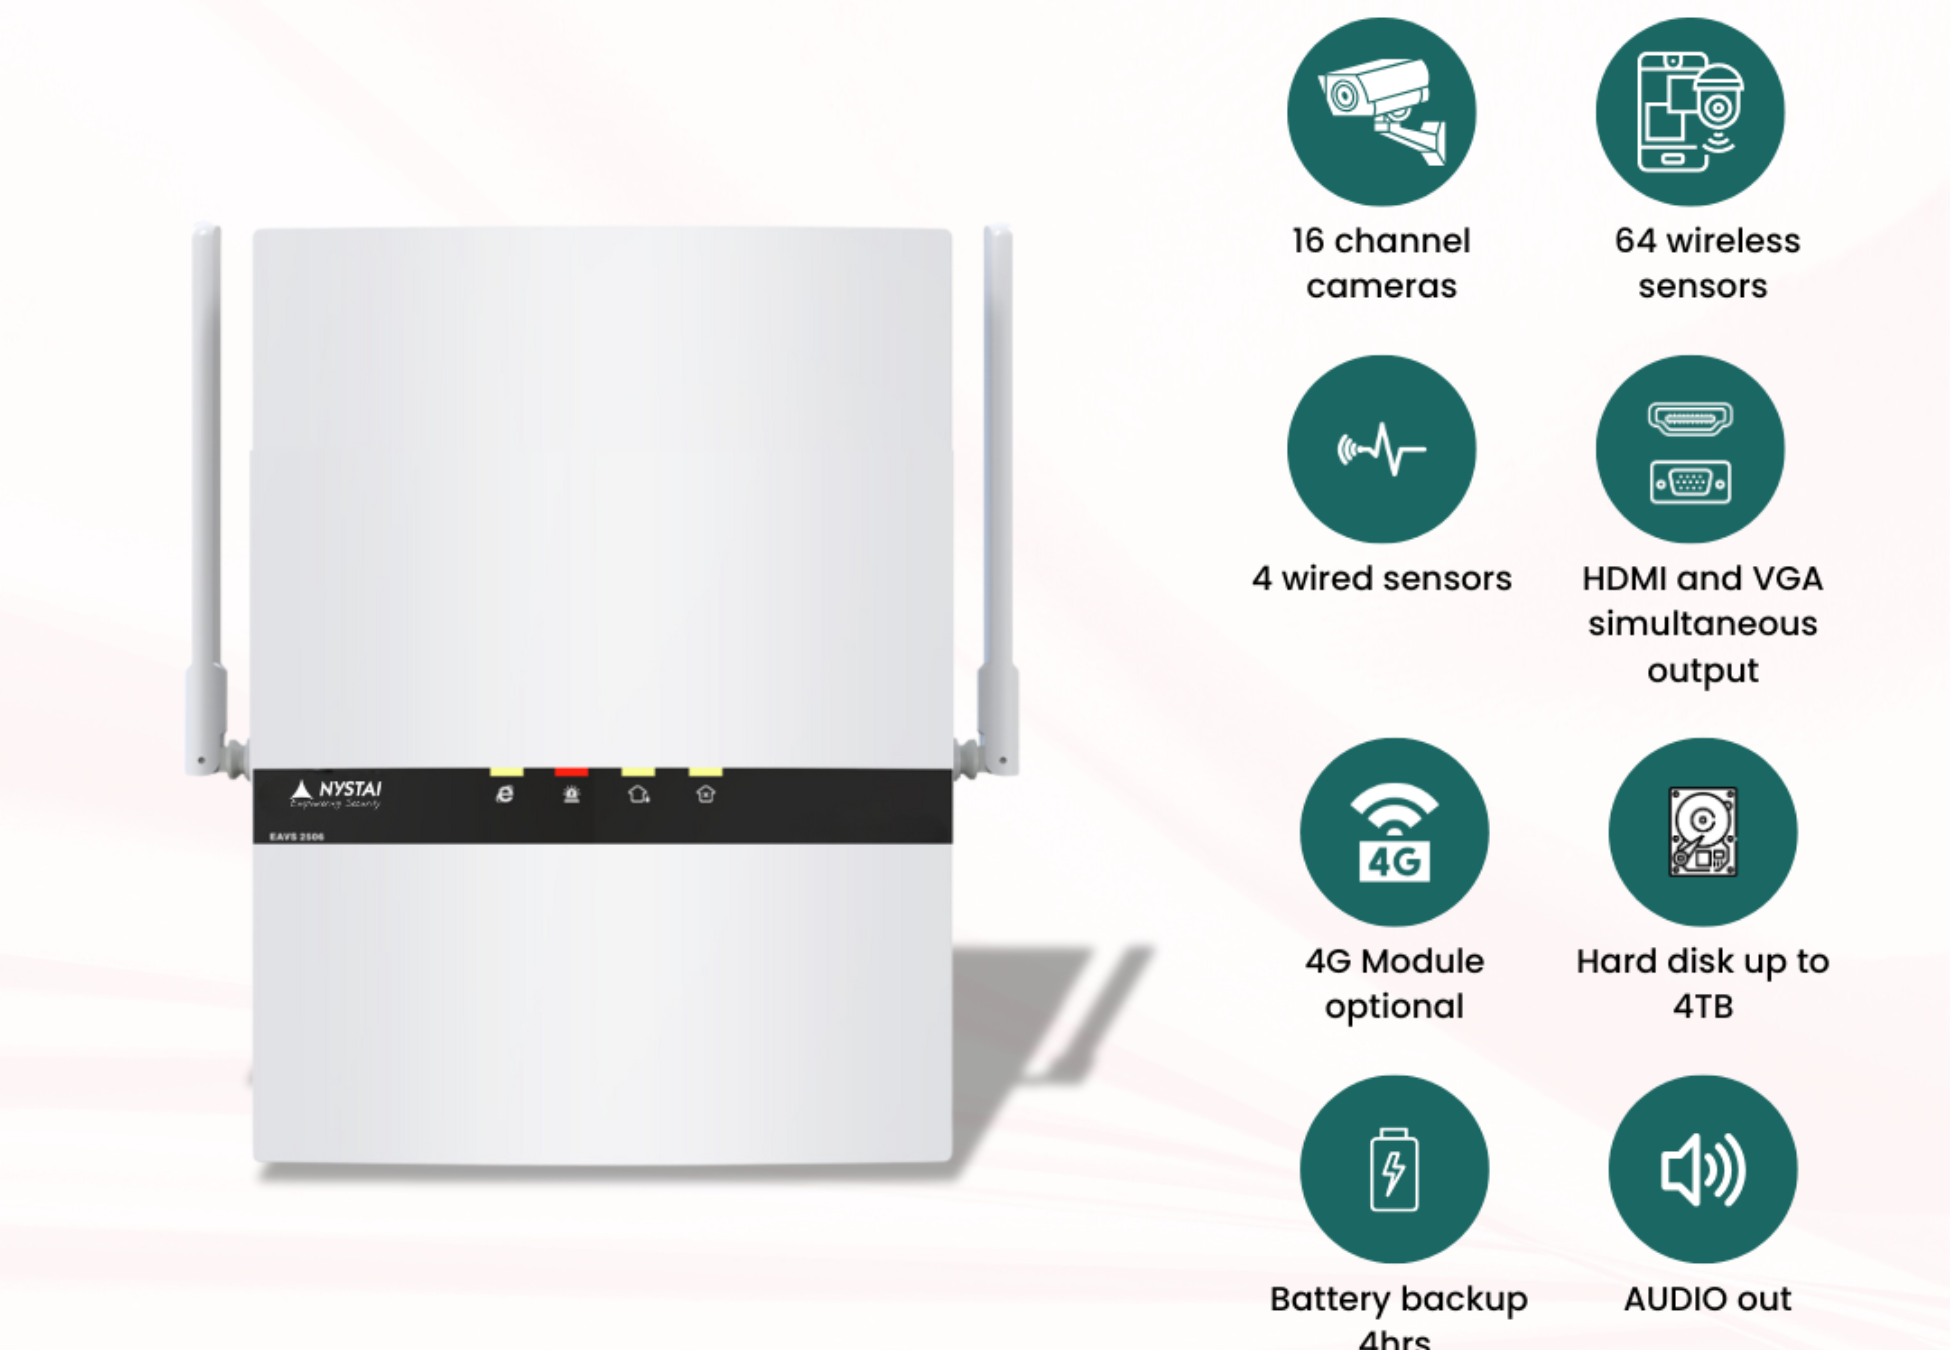 NYSTAI
Empowering Security
EAVS 2506
16 channel
cameras
64 wireless
sensors
4 wired sensors
HDMI and VGA
simultaneous
output
4G
4G Module
optional
Hard disk up to
4TB
Battery backup
4hrs
AUDIO out